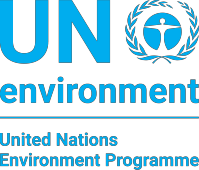 UN
environment
United Nations
Environment Programme